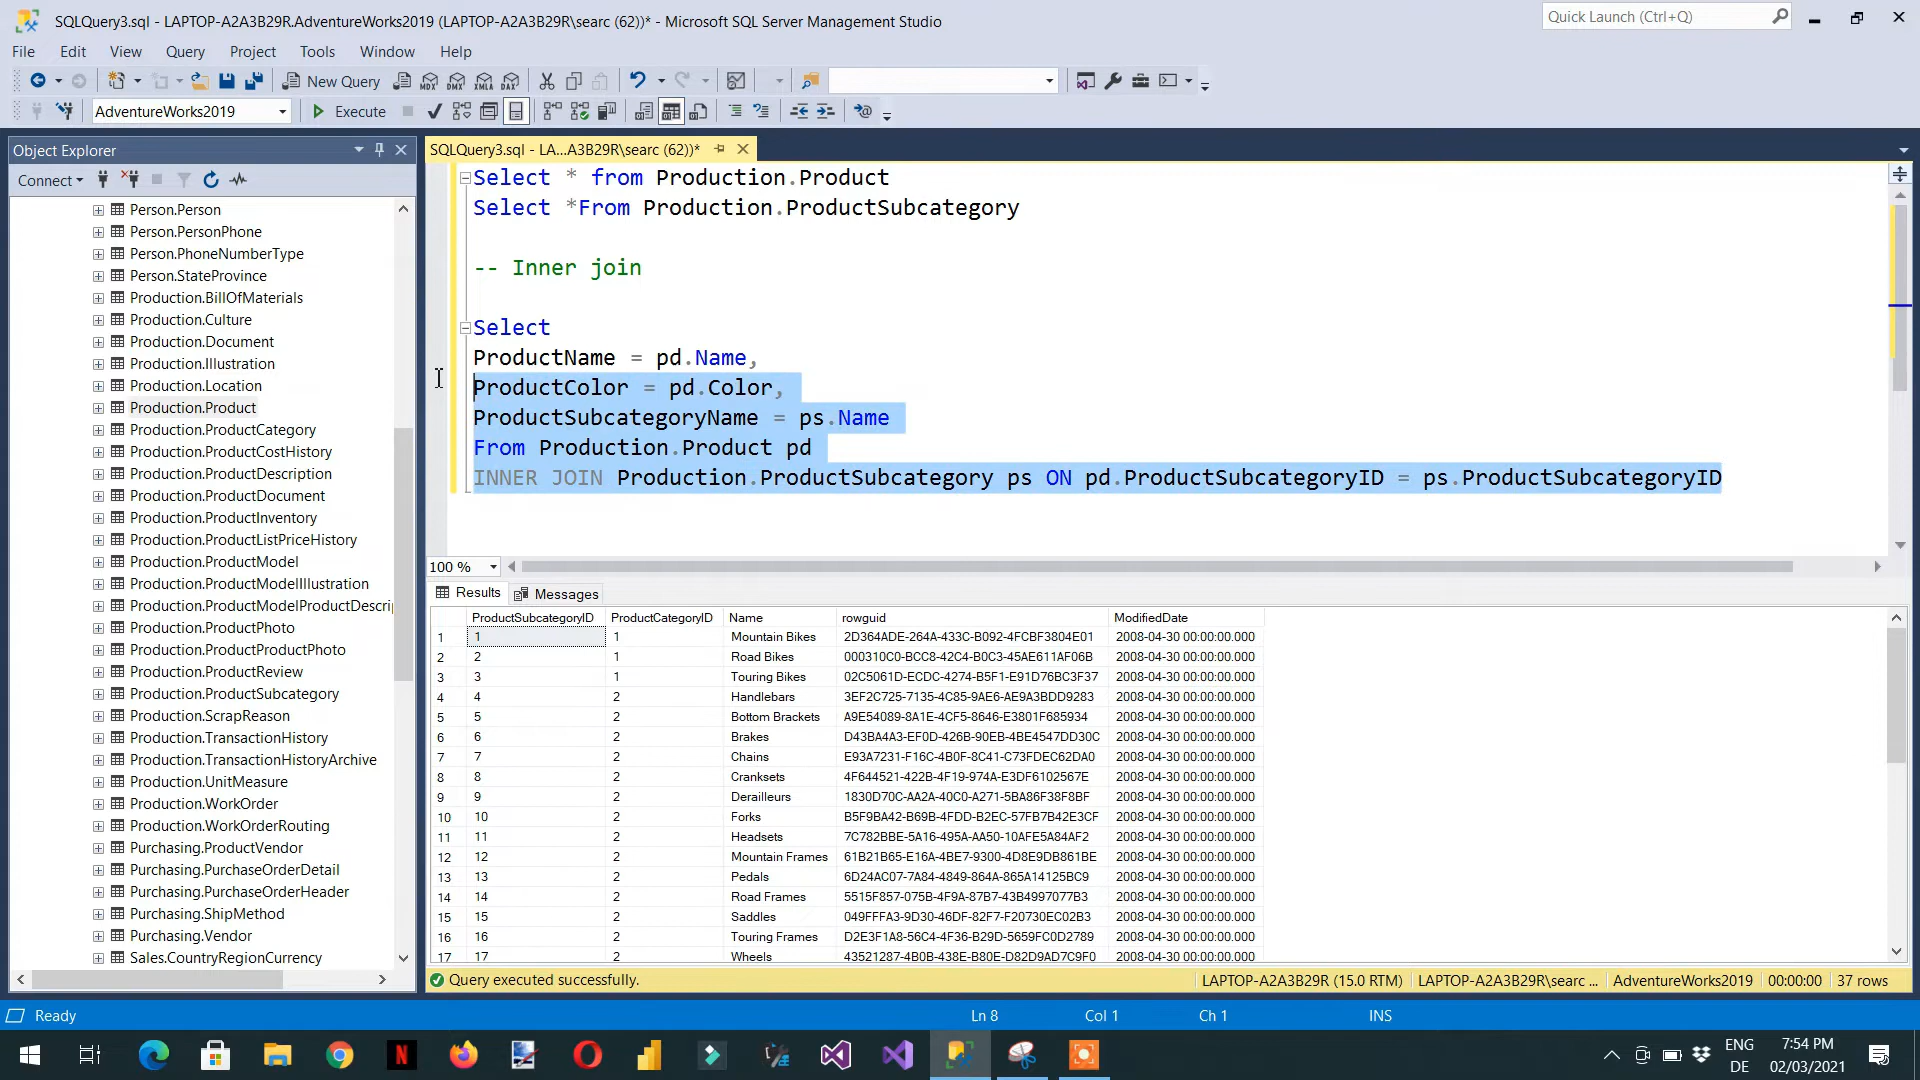 SQLQuery3.sql - LAPTOP-A2A3B29R.AdventureWorks2019 (LAPTOP-A2A3B29R\searc (62))* - Microsoft SQL Server Management Studio
Quick Launch (Ctrl+Q)
File Edit View Query Project Tools Window Help
New Query
MDX DMX XMLA DAX
AdventureWorks2019
Execute
Object Explorer
Connect
Person.Person
Person.PersonPhone
Person.PhoneNumberType
Person.StateProvince
Production.BillOfMaterials
Production.Culture
Production.Document
Production.Illustration
Production.Location
Production.Product
Production.ProductCategory
Production.ProductCostHistory
Production.ProductDescription
Production.ProductDocument
Production.ProductInventory
Production.ProductListPriceHistory
Production.ProductModel
Production.ProductModelIllustration
Production.ProductModelProductDescri
Production.ProductPhoto
Production.ProductProductPhoto
Production.ProductReview
Production.ProductSubcategory
Production.ScrapReason
Production.TransactionHistory
Production.TransactionHistoryArchive
Production.UnitMeasure
Production.WorkOrder
Production.WorkOrderRouting
Purchasing.ProductVendor
Purchasing.PurchaseOrderDetail
Purchasing.PurchaseOrderHeader
Purchasing.ShipMethod
Purchasing.Vendor
Sales.CountryRegionCurrency
SQLQuery3.sql - LA...A3B29R\searc (62))*
Select * from Production.Product
Select *From Production.ProductSubcategory
-- Inner join
Select
ProductName = pd.Name,
ProductColor = pd.Color,
ProductSubcategoryName = ps.Name
From Production.Product pd
INNER JOIN Production.ProductSubcategory ps ON pd.ProductSubcategoryID = ps.ProductSubcategoryID
100 %
Results Messages
ProductSubcategoryID ProductCategoryID Name rowguid ModifiedDate
1 1 1 Mountain Bikes 2D364ADE-264A-433C-B092-4FCBF3804E01 2008-04-30 00:00:00.000
2 2 1 Road Bikes 000310C0-BCC8-42C4-B0C3-45AE611AF06B 2008-04-30 00:00:00.000
3 3 1 Touring Bikes 02C5061D-ECDC-4274-B5F1-E91D76BC3F37 2008-04-30 00:00:00.000
4 4 2 Handlebars 3EF2C725-7135-4C85-9AE6-AE9A3BDD9283 2008-04-30 00:00:00.000
5 5 2 Bottom Brackets A9E54089-8A1E-4CF5-8646-E3801F685934 2008-04-30 00:00:00.000
6 6 2 Brakes D43BA4A3-EF0D-426B-90EB-4BE4547DD30C 2008-04-30 00:00:00.000
7 7 2 Chains E93A7231-F16C-4B0F-8C41-C73FDEC62DA0 2008-04-30 00:00:00.000
8 8 2 Cranksets 4F644521-422B-4F19-974A-E3DF6102567E 2008-04-30 00:00:00.000
9 9 2 Derailleurs 1830D70C-AA2A-40C0-A271-5BA86F38F8BF 2008-04-30 00:00:00.000
10 10 2 Forks B5F9BA42-B69B-4FDD-B2EC-57FB7B42E3CF 2008-04-30 00:00:00.000
11 11 2 Headsets 7C782BBE-5A16-495A-AA50-10AFE5A84AF2 2008-04-30 00:00:00.000
12 12 2 Mountain Frames 61B21B65-E16A-4BE7-9300-4D8E9DB861BE 2008-04-30 00:00:00.000
13 13 2 Pedals 6D24AC07-7A84-4849-864A-865A14125BC9 2008-04-30 00:00:00.000
14 14 2 Road Frames 5515F857-075B-4F9A-87B7-43B4997077B3 2008-04-30 00:00:00.000
15 15 2 Saddles 049FFFA3-9D30-46DF-82F7-F20730EC02B3 2008-04-30 00:00:00.000
16 16 2 Touring Frames D2E3F1A8-56C4-4F36-B29D-5659FC0D2789 2008-04-30 00:00:00.000
17 17 2 Wheels 43521287-4B0B-438E-B80E-D82D9AD7C9F0 2008-04-30 00:00:00.000
Query executed successfully. LAPTOP-A2A3B29R (15.0 RTM) LAPTOP-A2A3B29R\searc ... AdventureWorks2019 00:00:00 37 rows
Ready Ln 8 Col 1 Ch 1 INS
N
ENG
DE
7:54 PM
02/03/2021